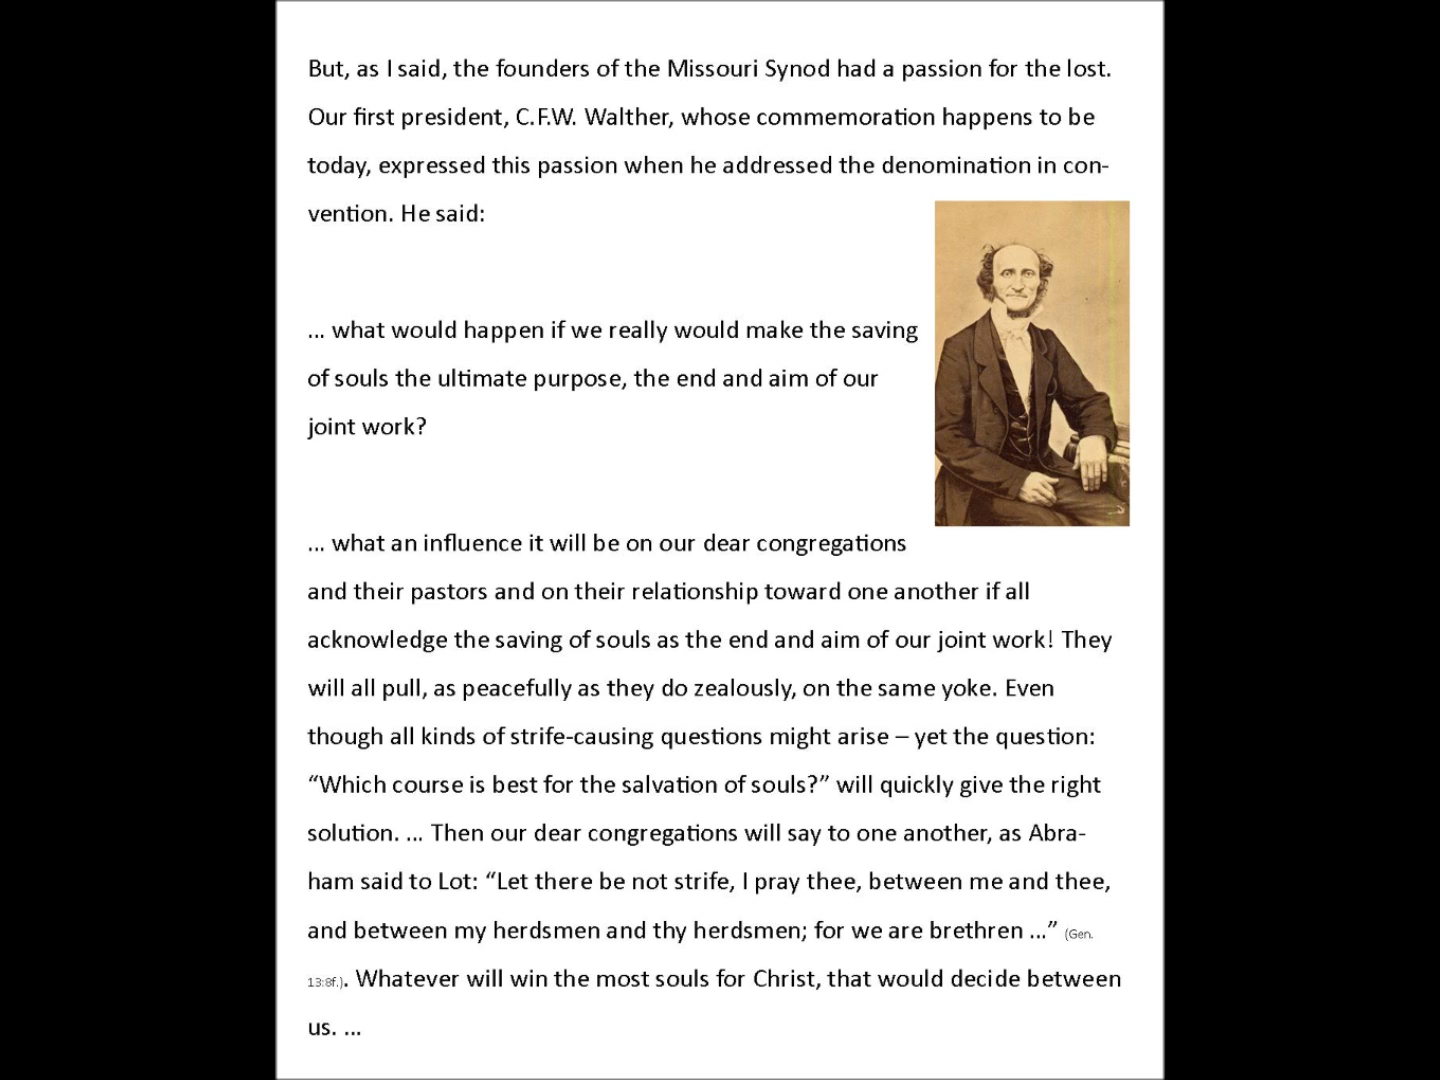 But, as I said, the founders of the Missouri Synod had a passion for the lost.
Our first president, C.F.W. Walther, whose commemoration happens to be
today, expressed this passion when he addressed the denomination in con-
vention. He said:
... what would happen if we really would make the saving
of souls the ultimate purpose, the end and aim of our
joint work?
... what an influence it will be on our dear congregations
and their pastors and on their relationship toward one another if all
acknowledge the saving of souls as the end and aim of our joint work! They
will all pull, as peacefully as they do zealously, on the same yoke. Even
though all kinds of strife-causing questions might arise – yet the question:
“Which course is best for the salvation of souls?” will quickly give the right
solution. ... Then our dear congregations will say to one another, as Abra-
ham said to Lot: “Let there be not strife, I pray thee, between me and thee,
and between my herdsmen and thy herdsmen; for we are brethren ...” (Gen.
13:8f.). Whatever will win the most souls for Christ, that would decide between
us. ...